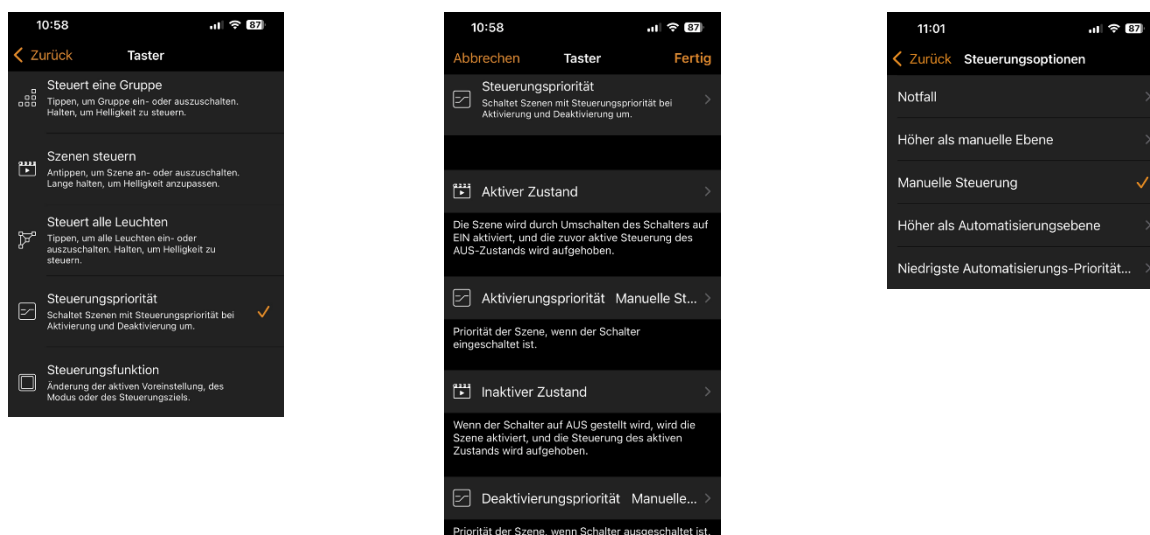 10:58
87
Zurück
Taster
Steuert eine Gruppe
Tippen, um Gruppe ein- oder auszuschalten.
Halten, um Helligkeit zu steuern.
Szenen steuern
Antippen, um Szene an- oder auszuschalten.
Lange halten, um Helligkeit anzupassen.
Steuert alle Leuchten
Tippen, um alle Leuchten ein- oder
auszuschalten. Halten, um Helligkeit zu
steuern.
Steuerungspriorität
Schaltet Szenen mit Steuerungspriorität bei
Aktivierung und Deaktivierung um.
Steuerungsfunktion
Änderung der aktiven Voreinstellung, des
Modus oder des Steuerungsziels.
10:58
87
Abbrechen
Taster
Fertig
Steuerungspriorität
Schaltet Szenen mit Steuerungspriorität bei
Aktivierung und Deaktivierung um.
Aktiver Zustand
Die Szene wird durch Umschalten des Schalters auf
EIN aktiviert, und die zuvor aktive Steuerung des
AUS-Zustands wird aufgehoben.
Aktivierungspriorität Manuelle St...
Priorität der Szene, wenn der Schalter
eingeschaltet ist.
Inaktiver Zustand
Wenn der Schalter auf AUS gestellt wird, wird die
Szene aktiviert, und die Steuerung des aktiven
Zustands wird aufgehoben.
Deaktivierungspriorität Manuelle...
Priorität der Szene, wenn Schalter ausgeschaltet ist.
11:01
87
Zurück
Steuerungsoptionen
Notfall
Höher als manuelle Ebene
Manuelle Steuerung
Höher als Automatisierungsebene
Niedrigste Automatisierungs-Priorität...